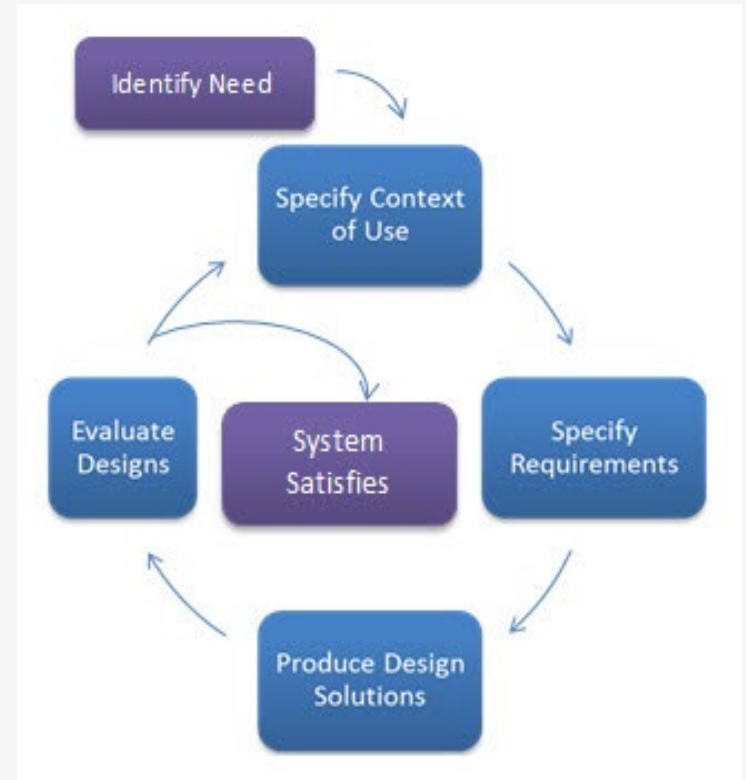 Identify Need
Specify Context
of Use
Specify
Requirements
Produce Design
Solutions
Evaluate
Designs
System
Satisfies